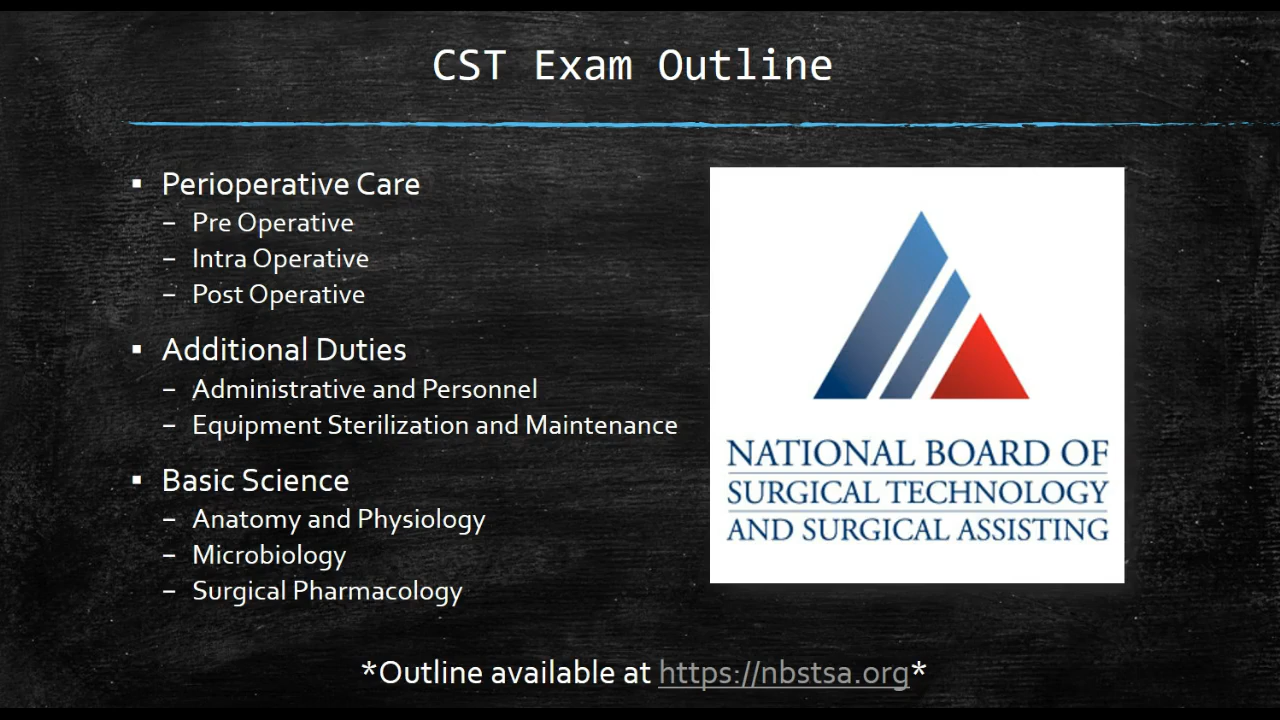 CST Exam Outline
▪ Perioperative Care
– Pre Operative
– Intra Operative
– Post Operative
▪ Additional Duties
– Administrative and Personnel
– Equipment Sterilization and Maintenance
▪ Basic Science
– Anatomy and Physiology
– Microbiology
– Surgical Pharmacology
NATIONAL BOARD OF
SURGICAL TECHNOLOGY
AND SURGICAL ASSISTING
*Outline available at https://nbstsa.org*